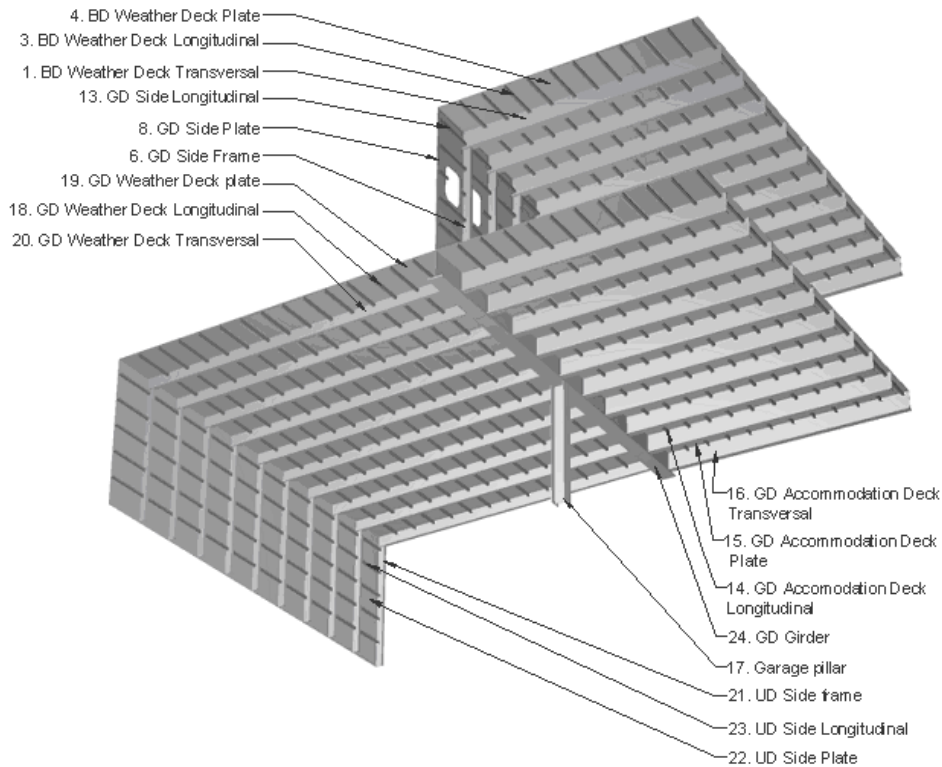 4. BD Weather Deck Plate
3. BD Weather Deck Longitudinal
1. BD Weather Deck Transversal
13. GD Side Longitudinal
8. GD Side Plate
6. GD Side Frame
19. GD Weather Deck plate
18. GD Weather Deck Longitudinal
20. GD Weather Deck Transversal
16. GD Accommodation Deck
Transversal
15. GD Accommodation Deck
Plate
14. GD Accomodation Deck
Longitudinal
24. GD Girder
17. Garage pillar
21. UD Side frame
23. UD Side Longitudinal
22. UD Side Plate